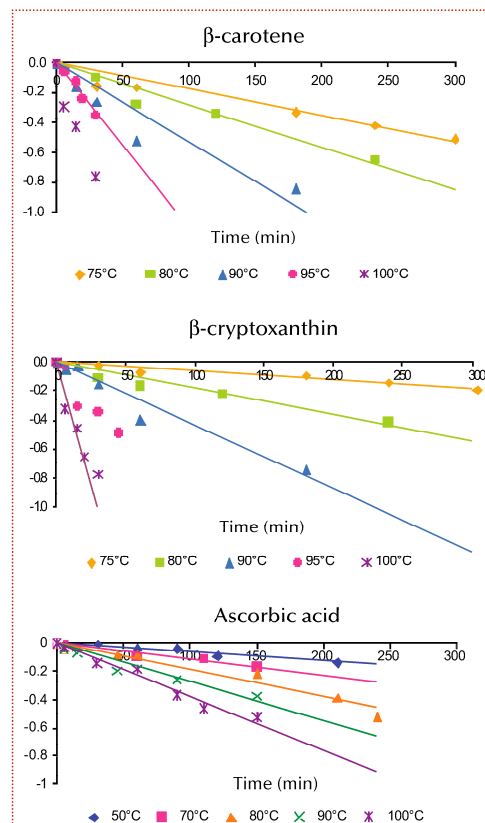 β-carotene
0.0
0 50 100 150 200 250 300
-0.2
-0.4
-0.6
-0.8
-1.0
Time (min)
75°C 80°C 90°C 95°C 100°C
β-cryptoxanthin
0.00
0 50 100 150 200 250 300
-02
-04
-06
-08
-10
Time (min)
75°C 80°C 90°C 95°C 100°C
Ascorbic acid
0
0 50 100 150 200 250 300
-0.2
-0.4
-0.6
-0.8
-1
Time (min)
50°C 70°C 80°C 90°C 100°C